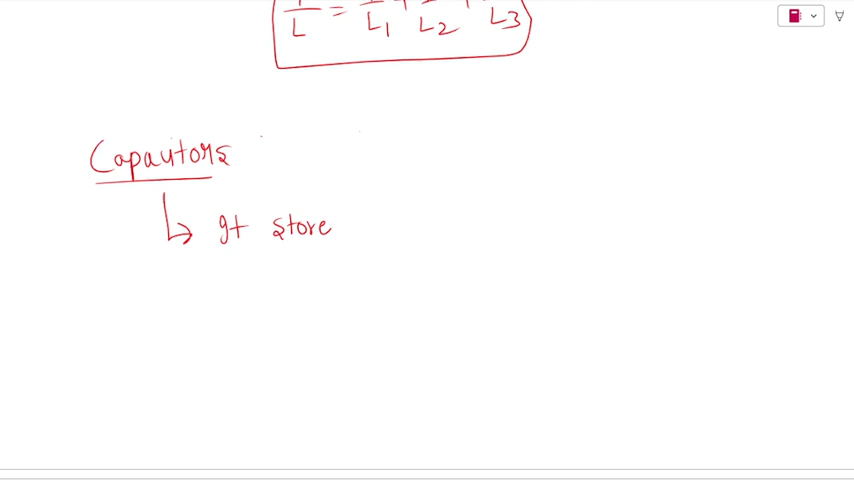 1/L = 1/L1 + 1/L2 + 1/L3
Capacitors
↳ It store